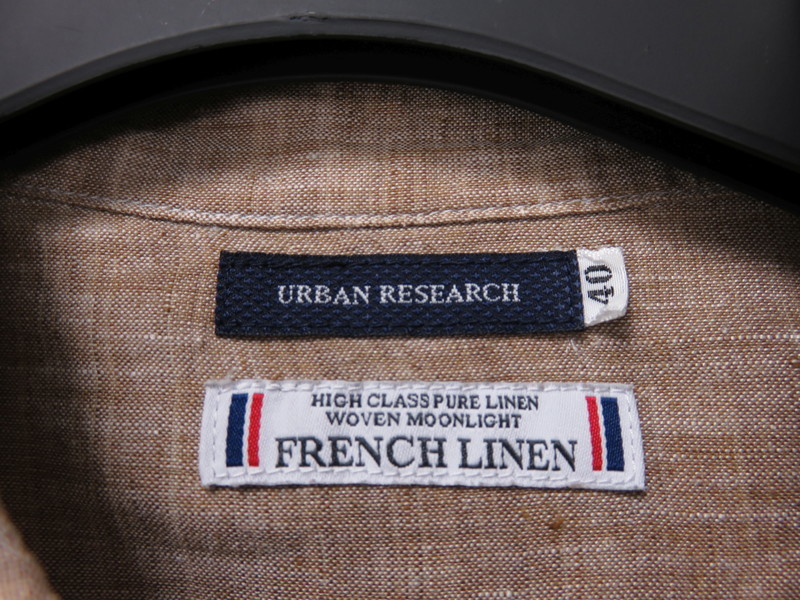 URBAN RESEARCH
40
HIGH CLASS PURE LINEN
WOVEN MOONLIGHT
FRENCH LINEN